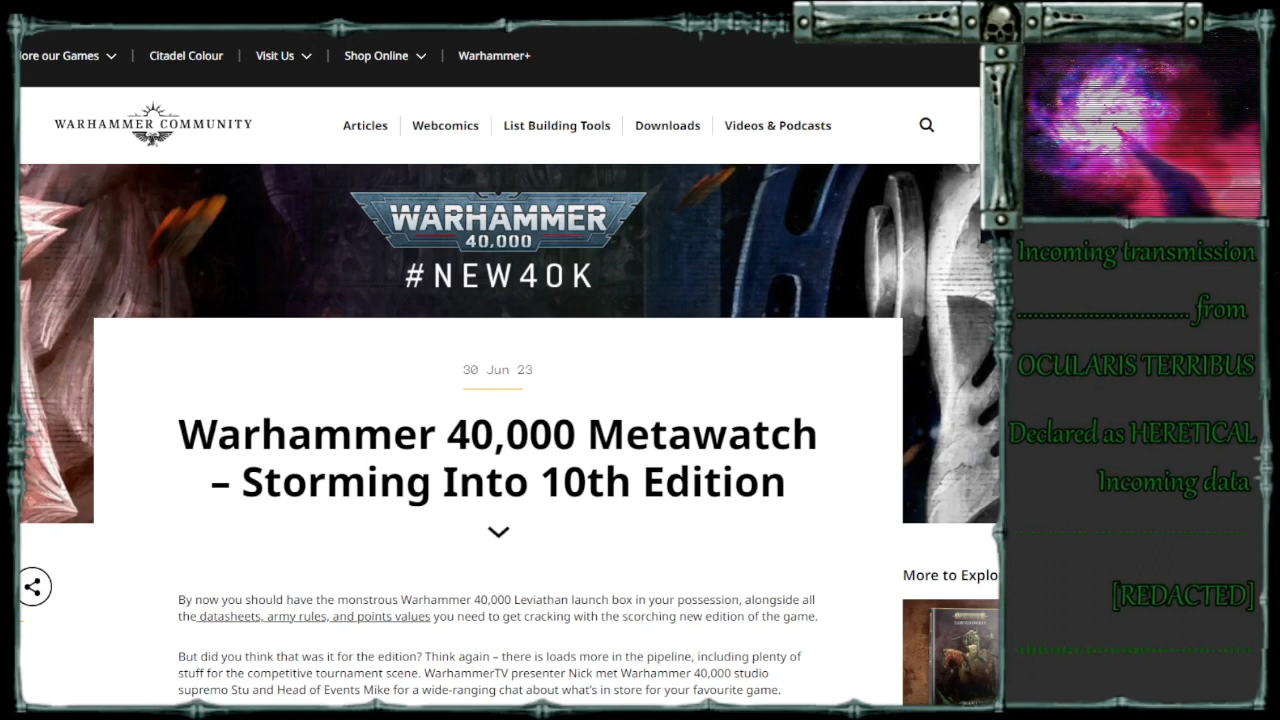 ore our Games
Citadel Colour
Visit Us
Shop Online
Warhammer+
WARHAMMER COMMUNITY
Articles
Webcomics
List Building Tools
Downloads
Videos & Podcasts
WARHAMMER
40,000
#NEW40K
30 Jun 23
Warhammer 40,000 Metawatch
– Storming Into 10th Edition
By now you should have the monstrous Warhammer 40,000 Leviathan launch box in your possession, alongside all
the datasheets, army rules, and points values you need to get cracking with the scorching new edition of the game.
But did you think that was it for the edition? Think again – there is loads more in the pipeline, including plenty of
stuff for the competitive tournament scene. WarhammerTV presenter Nick met Warhammer 40,000 studio
supremo Stu and Head of Events Mike for a wide-ranging chat about what's in store for your favourite game.
More to Explo
Incoming transmission
.............................. from
OCULARIS TERRIBUS
Declared as HERETICAL
Incoming data
[REDACTED]